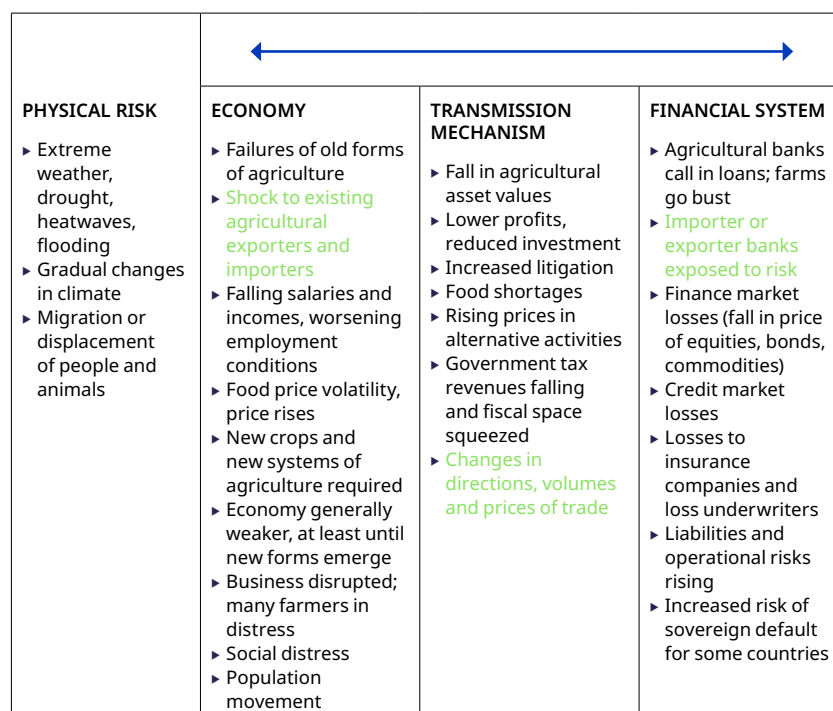 PHYSICAL RISK
▸ Extreme
weather,
drought,
heatwaves,
flooding
▸ Gradual changes
in climate
▸ Migration or
displacement
of people and
animals
ECONOMY
▸ Failures of old forms
of agriculture
▸ Shock to existing
agricultural
exporters and
importers
▸ Falling salaries and
incomes, worsening
employment
conditions
▸ Food price volatility,
price rises
▸ New crops and
new systems of
agriculture required
▸ Economy generally
weaker, at least until
new forms emerge
▸ Business disrupted;
many farmers in
distress
▸ Social distress
▸ Population
movement
TRANSMISSION
MECHANISM
▸ Fall in agricultural
asset values
▸ Lower profits,
reduced investment
▸ Increased litigation
▸ Food shortages
▸ Rising prices in
alternative activities
▸ Government tax
revenues falling
and fiscal space
squeezed
▸ Changes in
directions, volumes
and prices of trade
FINANCIAL SYSTEM
▸ Agricultural banks
call in loans; farms
go bust
▸ Importer or
exporter banks
exposed to risk
▸ Finance market
losses (fall in price
of equities, bonds,
commodities)
▸ Credit market
losses
▸ Losses to
insurance
companies and
loss underwriters
▸ Liabilities and
operational risks
rising
▸ Increased risk of
sovereign default
for some countries